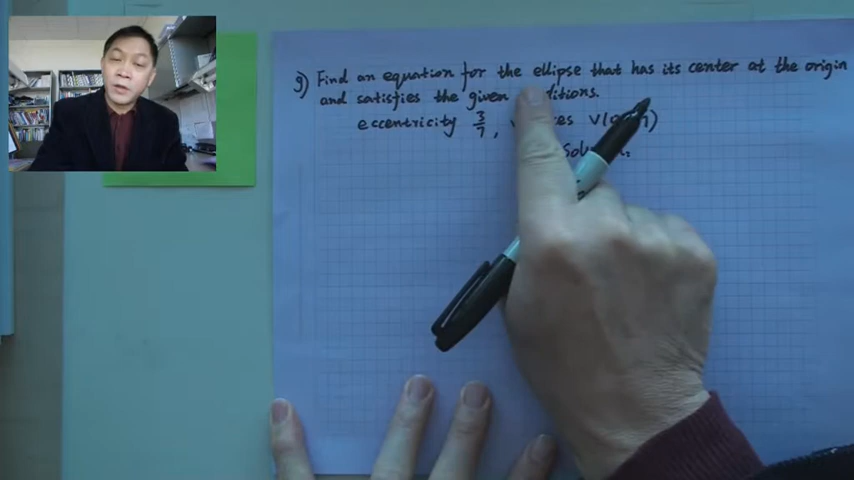 9) Find an equation for the ellipse that has its center at the origin
and satisfies the given
eccentricity 3/7,